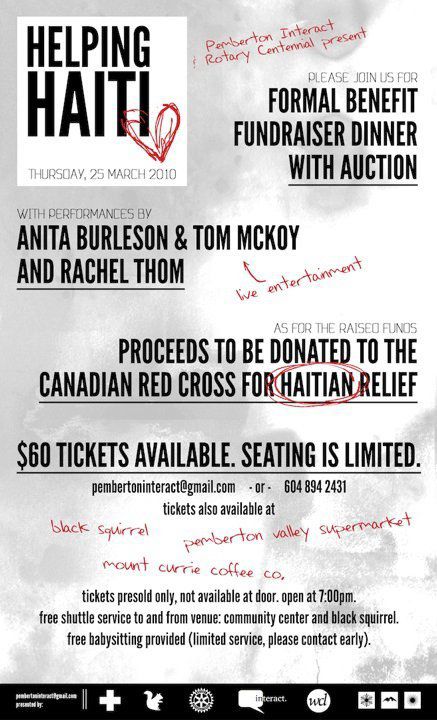 HELPING
HAITI
THURSDAY, 25 MARCH 2010
Pemberton Interact
& Rotary Centennial present
PLEASE JOIN US FOR
FORMAL BENEFIT
FUNDRAISER DINNER
WITH AUCTION
WITH PERFORMANCES BY
ANITA BURLESON & TOM MCKOY
AND RACHEL THOM
live entertainment
AS FOR THE RAISED FUNDS
PROCEEDS TO BE DONATED TO THE
CANADIAN RED CROSS FOR HAITIAN RELIEF
$60 TICKETS AVAILABLE. SEATING IS LIMITED.
pembertoninteract@gmail.com - or - 604 894 2431
tickets also available at
black squirrel
pemberton valley supermarket
mount currie coffee co.
tickets presold only, not available at door. open at 7:00pm.
free shuttle service to and from venue: community center and black squirrel.
free babysitting provided (limited service, please contact early).
pembertoninteract@gmail.com
presented by:
interact.
wd